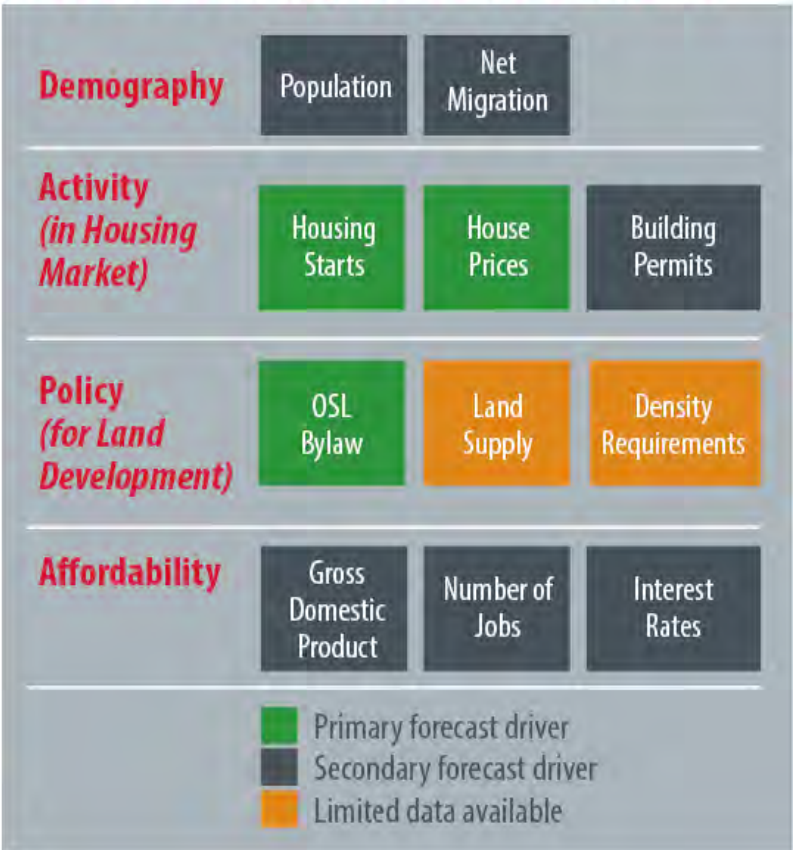 Demography
Population
Net
Migration
Activity
(in Housing
Market)
Housing
Starts
House
Prices
Building
Permits
Policy
(for Land
Development)
OSL
Bylaw
Land
Supply
Density
Requirements
Affordability
Gross
Domestic
Product
Number of
Jobs
Interest
Rates
Primary forecast driver
Secondary forecast driver
Limited data available